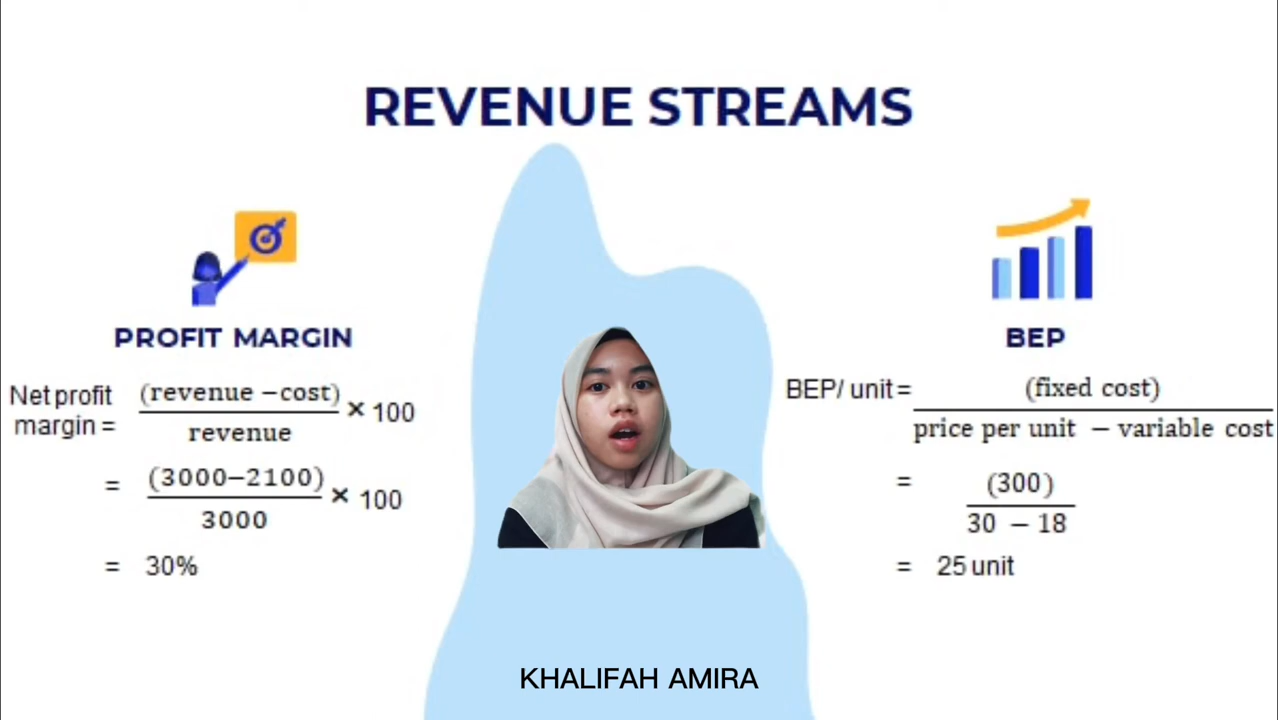 REVENUE STREAMS
PROFIT MARGIN
Net profit margin = (revenue −cost) / revenue × 100
= (3000−2100) / 3000 × 100
= 30%
BEP
BEP/ unit = (fixed cost) / price per unit − variable cost
= (300) / 30 − 18
= 25 unit
KHALIFAH AMIRA